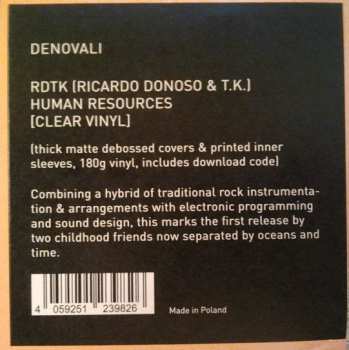 DENOVALI
RDTK (RICARDO DONOSO & T.K.)
HUMAN RESOURCES
[CLEAR VINYL]
(thick matte debossed covers & printed inner
sleeves, 180g vinyl, includes download code)
Combining a hybrid of traditional rock instrumenta-
tion & arrangements with electronic programming
and sound design, this marks the first release by
two childhood friends now separated by oceans and
time.
4 059251 239826
Made in Poland